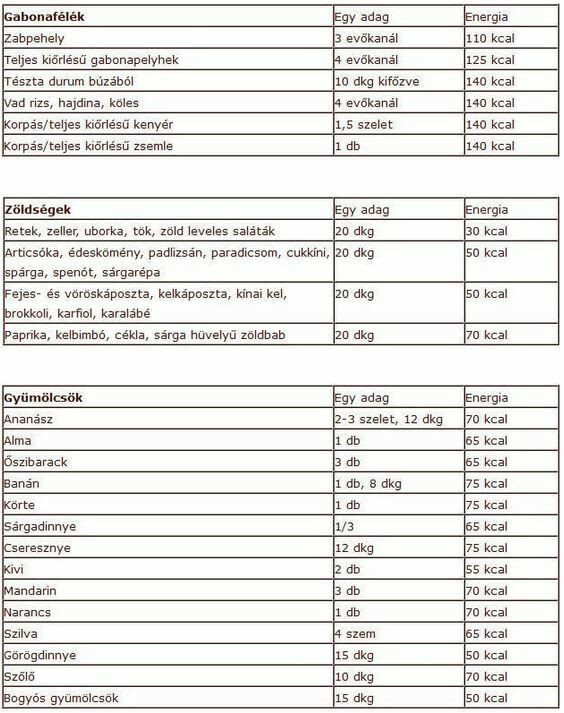 Gabonafélék Egy adag Energia
Zabpehely 3 evőkanál 110 kcal
Teljes kiőrlésű gabonapelyhek 4 evőkanál 125 kcal
Tészta durum búzából 10 dkg kifőzve 140 kcal
Vad rizs, hajdina, köles 4 evőkanál 140 kcal
Korpás/teljes kiőrlésű kenyér 1,5 szelet 140 kcal
Korpás/teljes kiőrlésű zsemle 1 db 140 kcal
Zöldségek Egy adag Energia
Retek, zeller, uborka, tök, zöld leveles saláták 20 dkg 30 kcal
Articsóka, édeskömény, padlizsán, paradicsom, cukkíni, 20 dkg 50 kcal
spárga, spenót, sárgarépa
Fejes- és vöröskáposzta, kelkáposzta, kínai kel, 20 dkg 50 kcal
brokkoli, karfiol, karalábé
Paprika, kelbimbó, cékla, sárga hüvelyű zöldbab 20 dkg 70 kcal
Gyümölcsök Egy adag Energia
Ananász 2-3 szelet, 12 dkg 70 kcal
Alma 1 db 65 kcal
Őszibarack 3 db 65 kcal
Banán 1 db, 8 dkg 75 kcal
Körte 1 db 75 kcal
Sárgadinnye 1/3 65 kcal
Cseresznye 12 dkg 75 kcal
Kivi 2 db 55 kcal
Mandarin 3 db 70 kcal
Narancs 1 db 70 kcal
Szilva 4 szem 65 kcal
Görögdinnye 15 dkg 50 kcal
Szőlő 10 dkg 70 kcal
Bogyós gyümölcsök 15 dkg 50 kcal